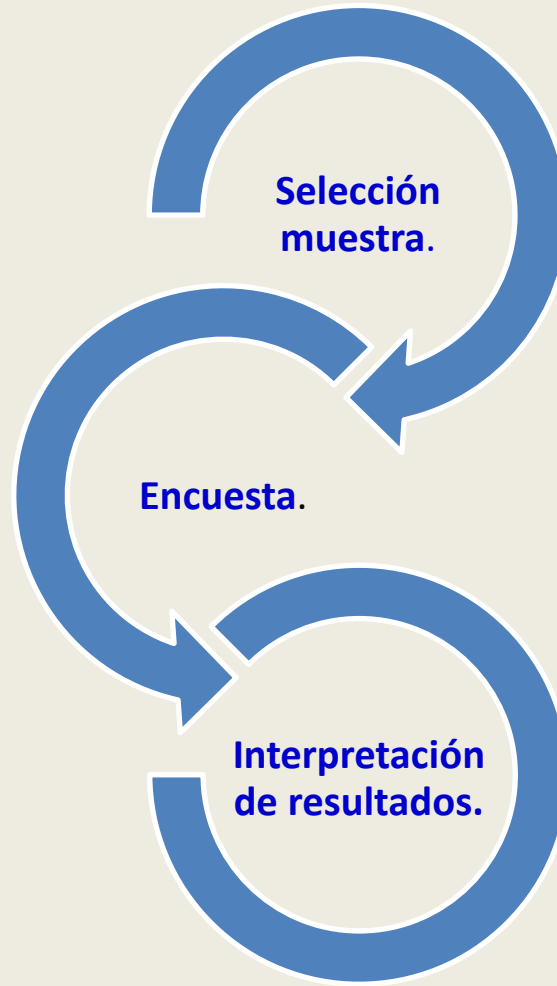 Selección
muestra.
Encuesta.
Interpretación
de resultados.